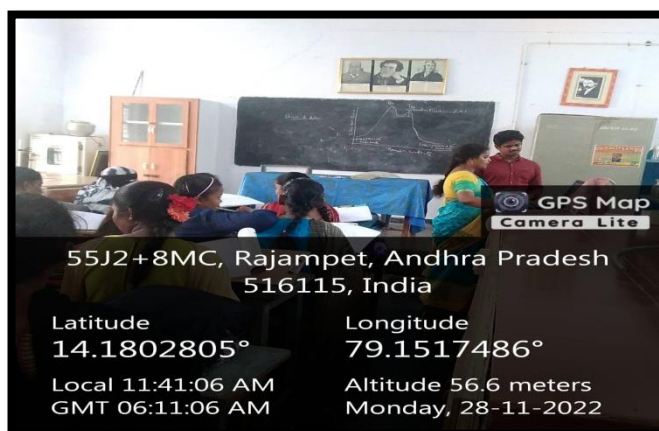 GPS Map
Camera Lite
55J2+8MC, Rajampet, Andhra Pradesh
516115, India
Latitude
14.1802805°
Longitude
79.1517486°
Local 11:41:06 AM
GMT 06:11:06 AM
Altitude 56.6 meters
Monday, 28-11-2022